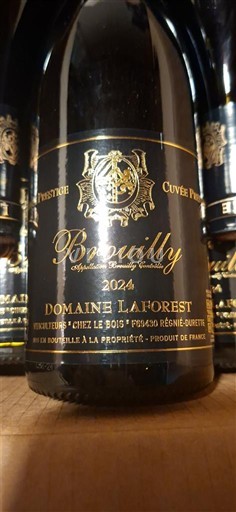 PRESTIGE
CUVÉE
Brouilly
Appellation Brouilly Contrôlée
2024
DOMAINE LAFOREST
VITICULTEURS "CHEZ LE BOIS" F69430 RÉGNIÉ-DURETTE
MIS EN BOUTEILLE À LA PROPRIÉTÉ - PRODUIT DE FRANCE